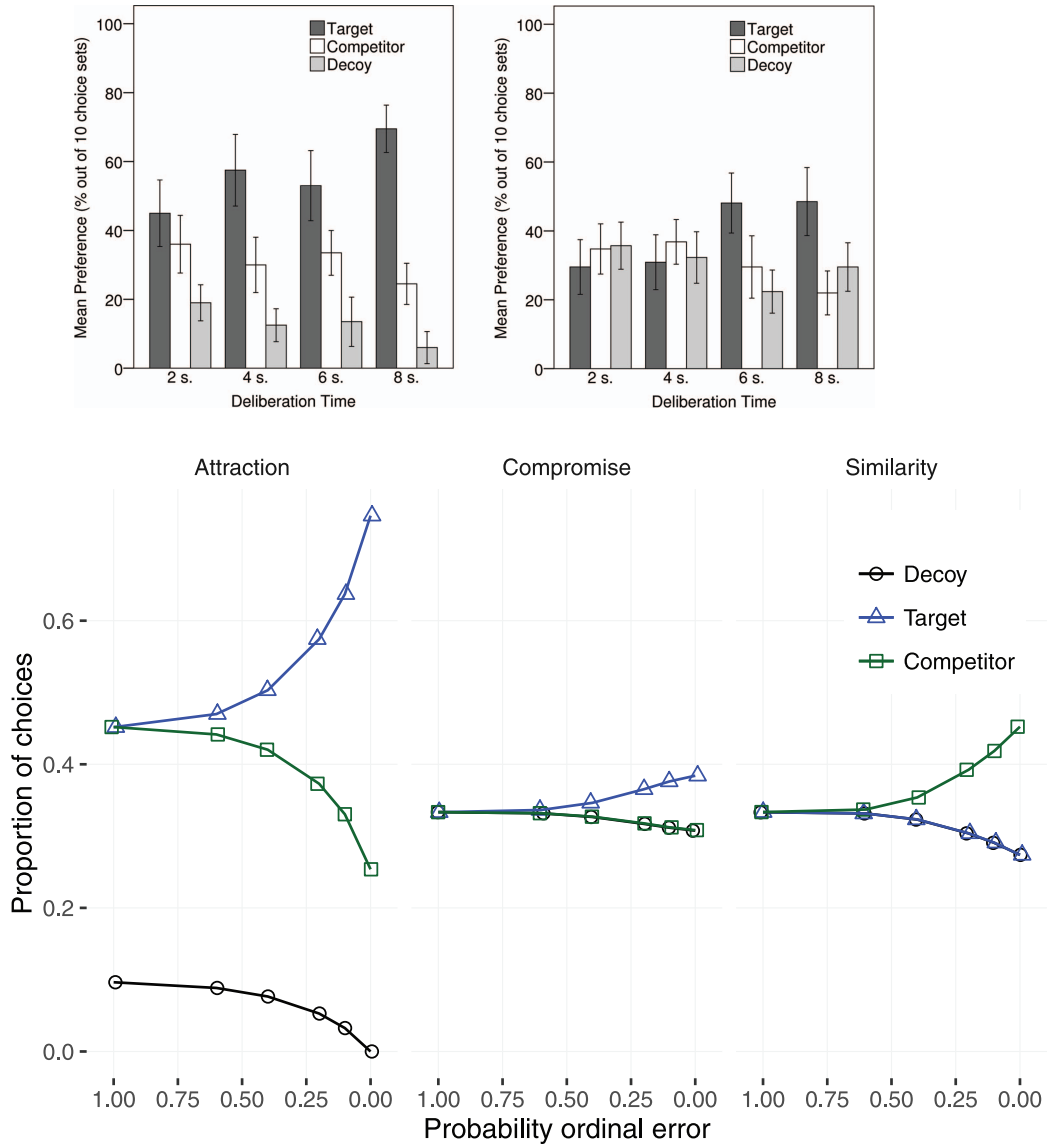 Mean Preference (% out of 10 choice sets)
100
80
60
40
20
0
Target
Competitor
Decoy
2 s.
4 s.
6 s.
8 s.
Deliberation Time
Mean Preference (% out of 10 choice sets)
100
80
60
40
20
0
Target
Competitor
Decoy
2 s.
4 s.
6 s.
8 s.
Deliberation Time
Attraction
Compromise
Similarity
Proportion of choices
0.6
0.4
0.2
0.0
Decoy
Target
Competitor
1.00 0.75 0.50 0.25 0.00
1.00 0.75 0.50 0.25 0.00
1.00 0.75 0.50 0.25 0.00
Probability ordinal error